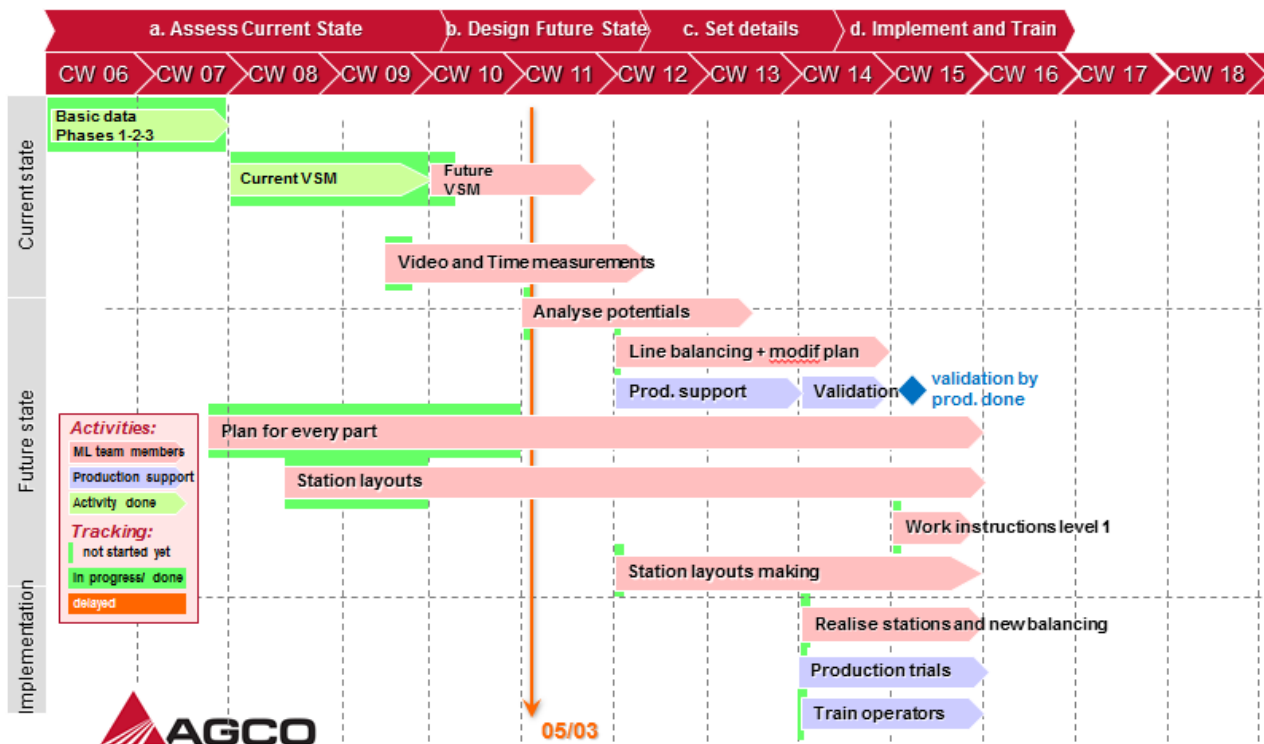 a. Assess Current State
b. Design Future State
c. Set details
d. Implement and Train
CW 06
CW 07
CW 08
CW 09
CW 10
CW 11
CW 12
CW 13
CW 14
CW 15
CW 16
CW 17
CW 18
Current state
Basic data
Phases 1-2-3
Current VSM
Future
VSM
Video and Time measurements
Future state
Analyse potentials
Line balancing + modif plan
Prod. support
Validation
validation by
prod. done
Plan for every part
Station layouts
Work instructions level 1
Station layouts making
Activities:
ML team members
Production support
Activity done
Tracking:
not started yet
In progress/ done
delayed
Implementation
Realise stations and new balancing
Production trials
Train operators
05/03
AGCO